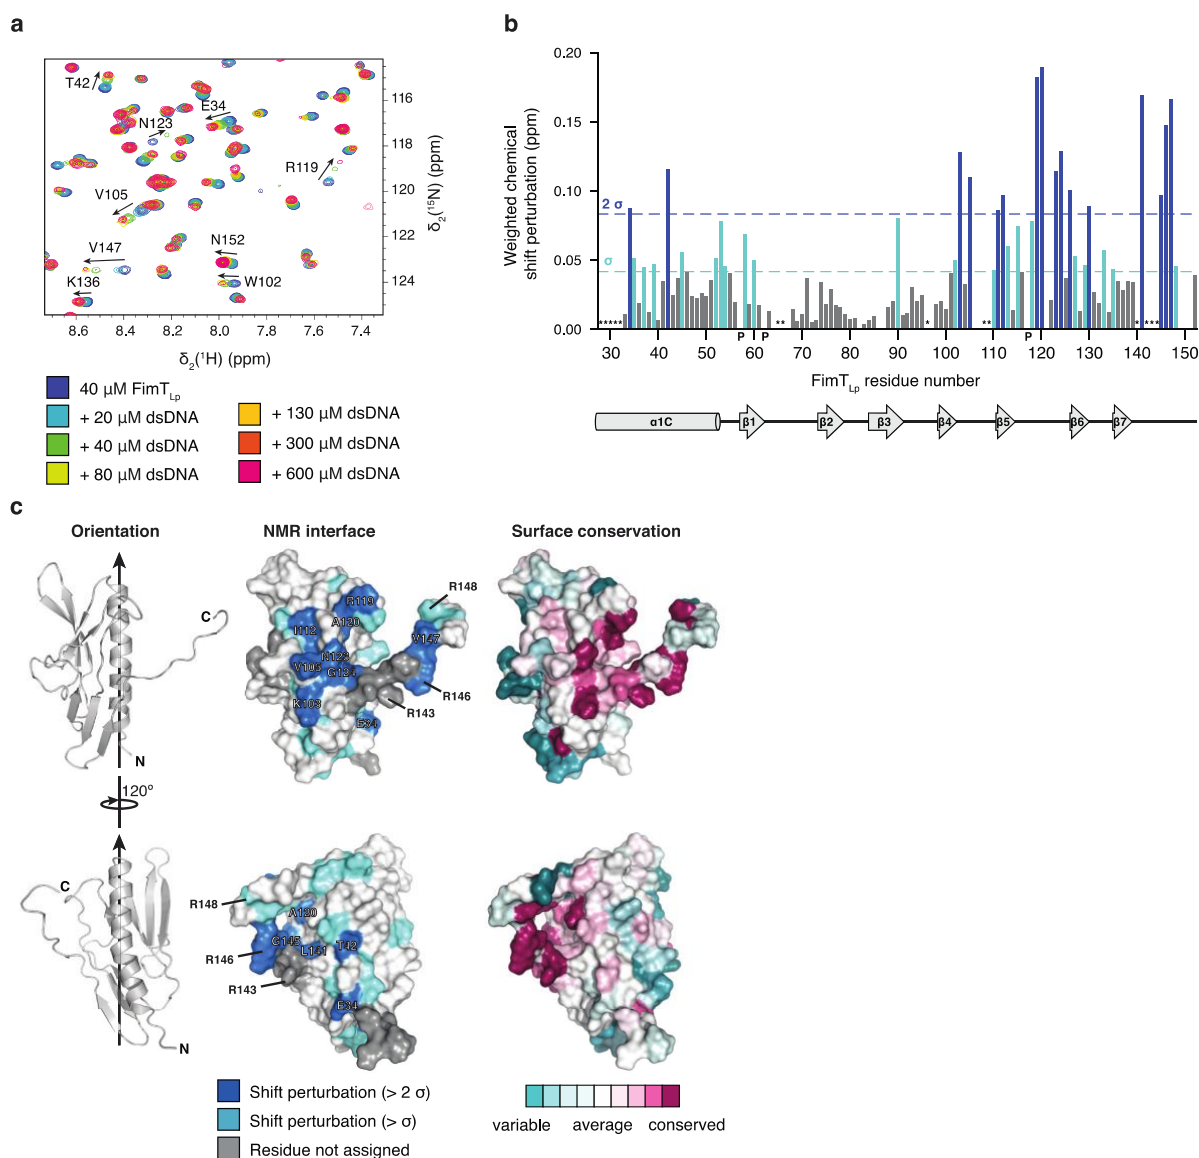 a
T42
N123
E34
R119
V105
V147
K136
N152
W102
116
118
120
122
124
δ2(15N) (ppm)
8.6 8.4 8.2 8.0 7.8 7.6 7.4
δ2(1H) (ppm)
40 μM FimTLp
+ 20 μM dsDNA
+ 40 μM dsDNA
+ 80 μM dsDNA
+ 130 μM dsDNA
+ 300 μM dsDNA
+ 600 μM dsDNA
b
Weighted chemical
shift perturbation (ppm)
0.20
0.15
0.10
0.05
0.00
2 σ
σ
***** ** * ** * ***
P P P
30 40 50 60 70 80 90 100 110 120 130 140 150
FimTLp residue number
α1C β1 β2 β3 β4 β5 β6 β7
c
Orientation NMR interface Surface conservation
C
N
120°
R119
A120
I112
N123
V105
G124
K103
E34
V147
R148
R146
R143
R148
C
N
R148
A120
G145
L141
T42
R146
R143
E34
Shift perturbation (> 2 σ)
Shift perturbation (> σ)
Residue not assigned
variable average conserved